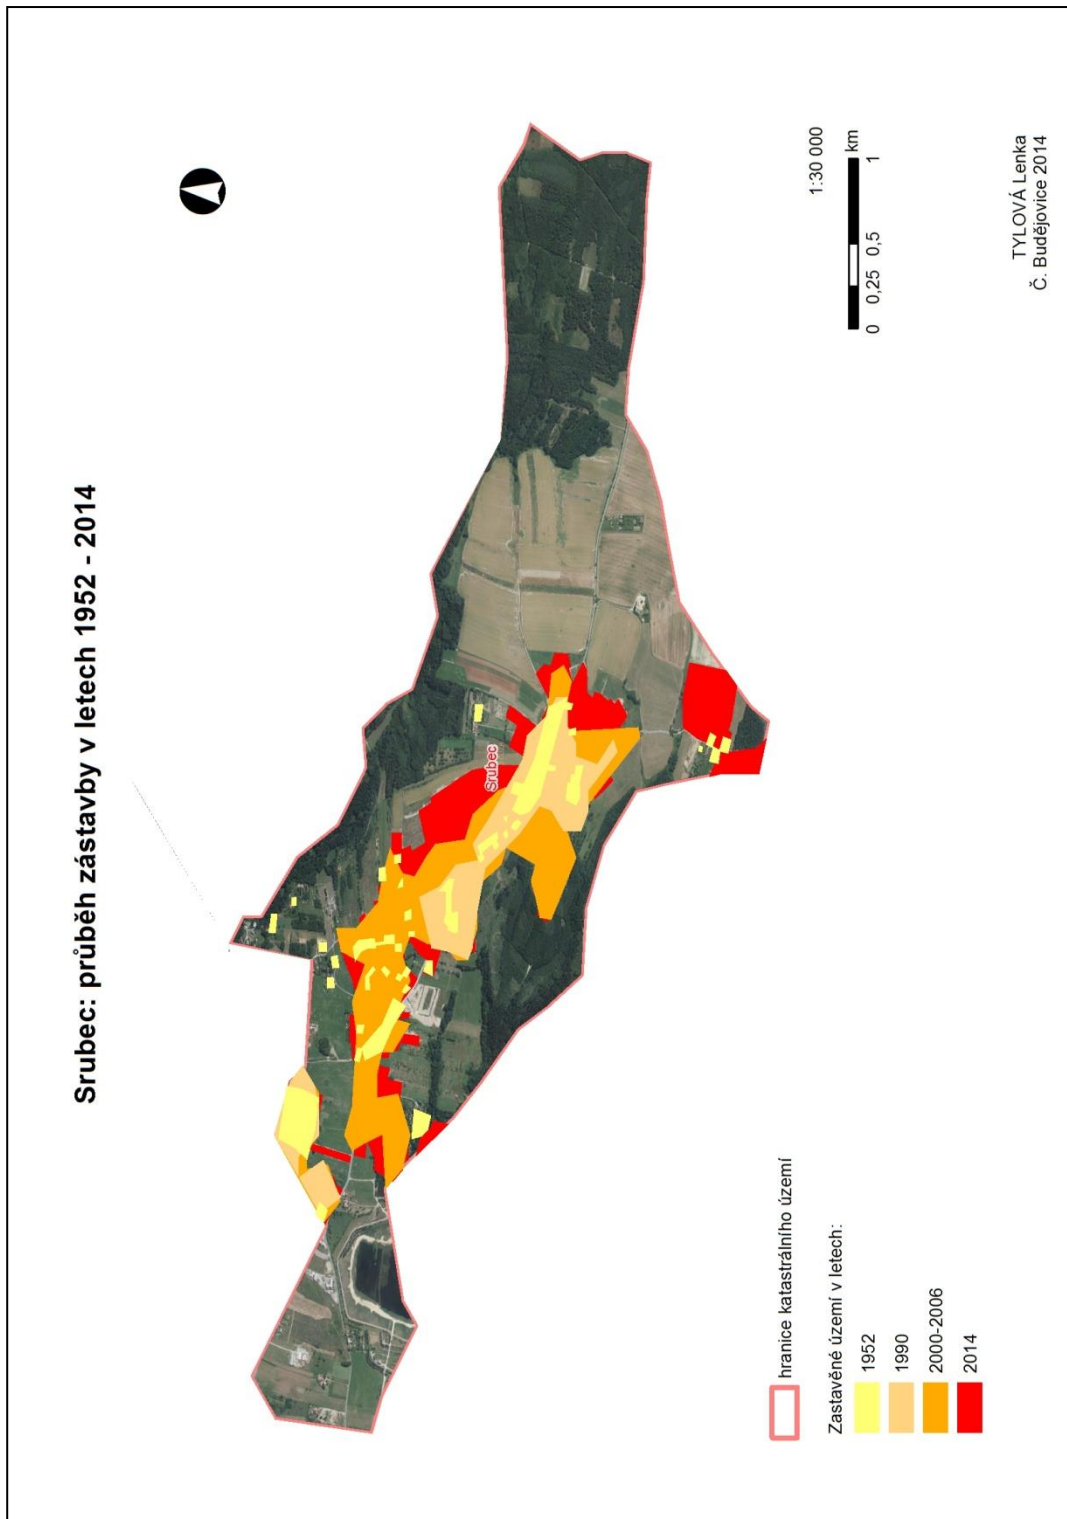 Srubec: průběh zástavby v letech 1952 - 2014
Srubec
hranice katastrálního území
Zastavěné území v letech:
1952
1990
2000-2006
2014
1:30 000
0 0,25 0,5 1
km
TYLOVÁ Lenka
Č. Budějovice 2014